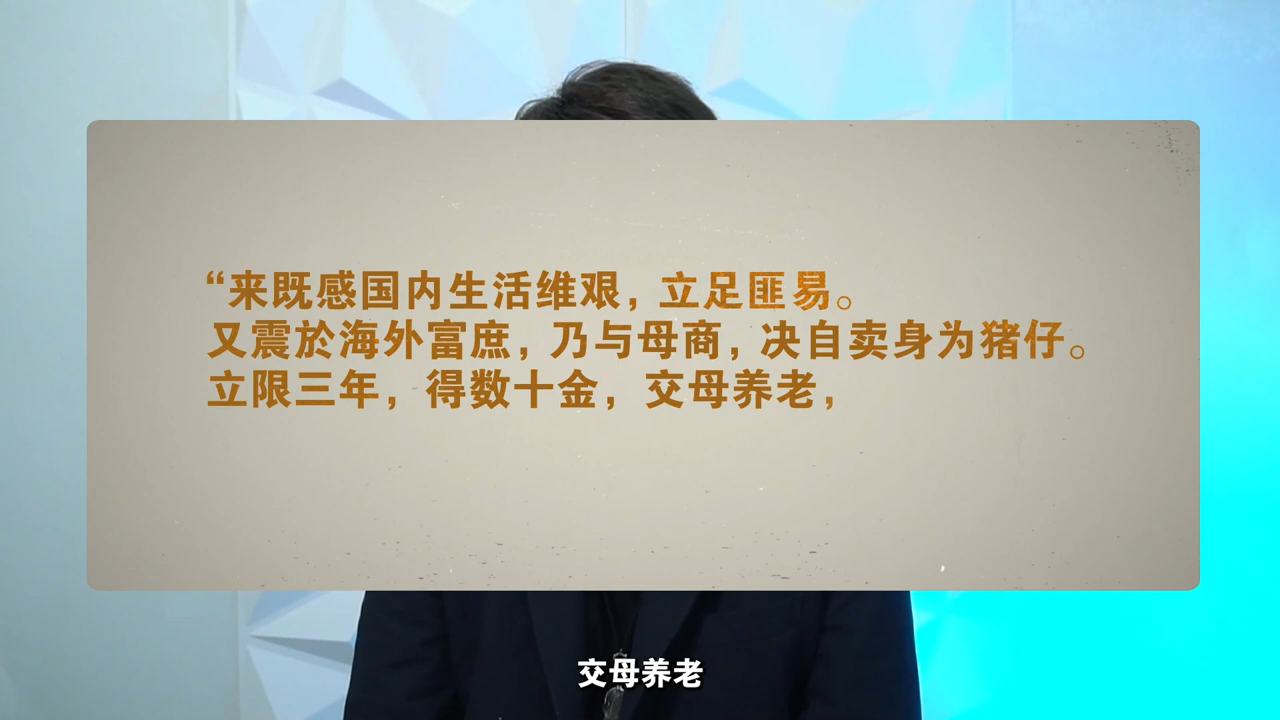 “来既感国内生活维艰，立足匪易。
又震於海外富庶，乃与母商，决自卖身为猪仔。
立限三年，得数十金，交母养老，
交母养老